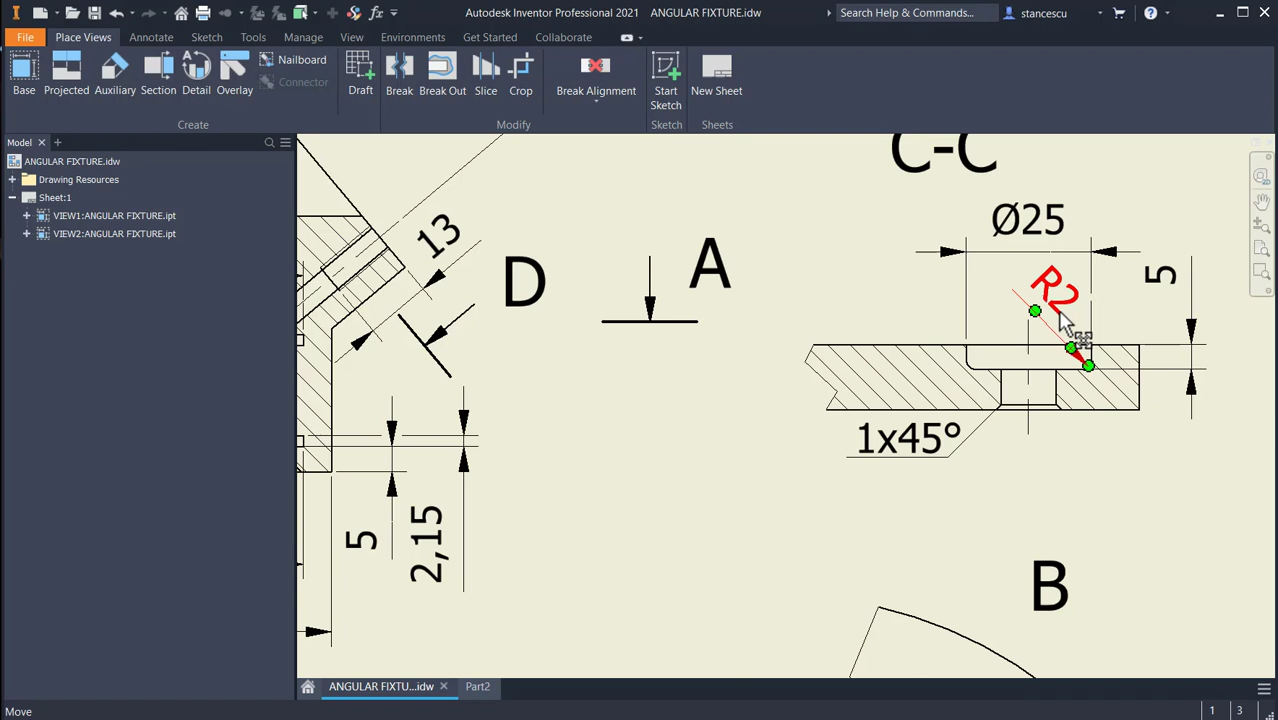 Autodesk Inventor Professional 2021 ANGULAR FIXTURE.idw
Search Help & Commands...
stancescu
File
Place Views
Annotate
Sketch
Tools
Manage
View
Environments
Get Started
Collaborate
Base
Projected
Auxiliary
Section
Detail
Overlay
Nailboard
Connector
Draft
Break
Break Out
Slice
Crop
Break Alignment
Start
Sketch
New Sheet
Create
Modify
Sketch
Sheets
Model
ANGULAR FIXTURE.idw
Drawing Resources
Sheet:1
VIEW1:ANGULAR FIXTURE.ipt
VIEW2:ANGULAR FIXTURE.ipt
C-C
Ø25
13
D
A
R2
5
1x45°
5
2,15
B
ANGULAR FIXTU...idw
Part2
Move
1
3